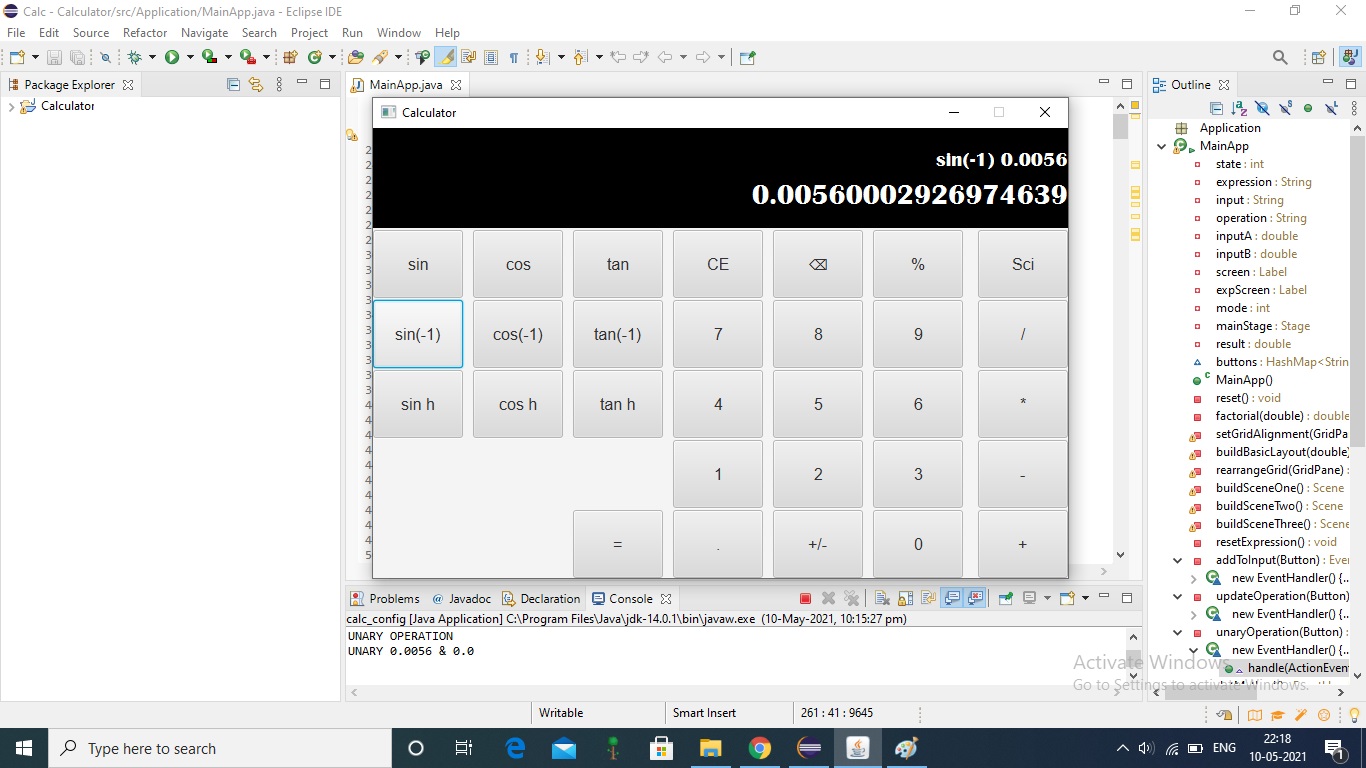 Calc - Calculator/src/Application/MainApp.java - Eclipse IDE
File Edit Source Refactor Navigate Search Project Run Window Help
Package Explorer
Calculator
MainApp.java
Calculator
sin(-1) 0.0056
0.00560002926974639
sin cos tan CE ⌫ % Sci
sin(-1) cos(-1) tan(-1) 7 8 9 /
sin h cos h tan h 4 5 6 *
1 2 3 -
= . +/- 0 +
Outline
Application
MainApp
state : int
expression : String
input : String
operation : String
inputA : double
inputB : double
screen : Label
expScreen : Label
mode : int
mainStage : Stage
result : double
buttons : HashMap<Strin
MainApp()
reset() : void
factorial(double) : double
setGridAlignment(GridPa
buildBasicLayout(double)
rearrangeGrid(GridPane) :
buildSceneOne() : Scene
buildSceneTwo() : Scene
buildSceneThree() : Scene
resetExpression() : void
addToInput(Button) : Eve
new EventHandler() {...
updateOperation(Button)
new EventHandler() {...
unaryOperation(Button) :
new EventHandler() {...
handle(ActionEven
Problems Javadoc Declaration Console
calc_config [Java Application] C:\Program Files\Java\jdk-14.0.1\bin\javaw.exe (10-May-2021, 10:15:27 pm)
UNARY OPERATION
UNARY 0.0056 & 0.0
Activate Windows
Go to Settings to activate Windows.
Writable Smart Insert 261 : 41 : 9645
Type here to search
ENG
22:18
10-05-2021
1